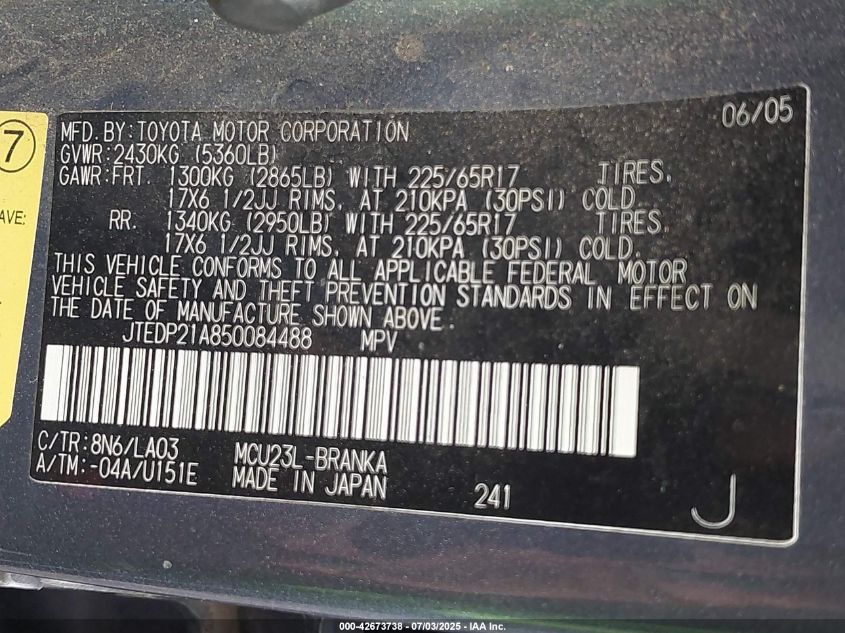 06/05
7
AVE:
MFD.BY:TOYOTA MOTOR CORPORATION
GVWR:2430KG (5360LB)
GAWR:FRT. 1300KG (2865LB) WITH 225/65R17 TIRES,
17X6 1/2JJ RIMS, AT 210KPA (30PSI) COLD
RR. 1340KG (2950LB) WITH 225/65R17 TIRES.
17X6 1/2JJ RIMS, AT 210KPA (30PSI) COLD.
THIS VEHICLE CONFORMS TO ALL APPLICABLE FEDERAL MOTOR
VEHICLE SAFETY AND THEFT PREVENTION STANDARDS IN EFFECT ON
THE DATE OF MANUFACTURE SHOWN ABOVE.
JTEDP21A850084488 MPV
C/TR:8N6/LA03 MCU23L-BRANKA
A/TM:-04A/U151E MADE IN JAPAN 241
J
000-42673738 - 07/03/2025 - IAA Inc.